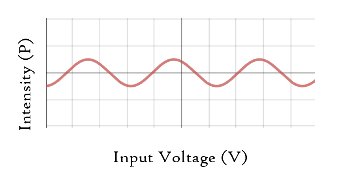 Intensity (P)
Input Voltage (V)